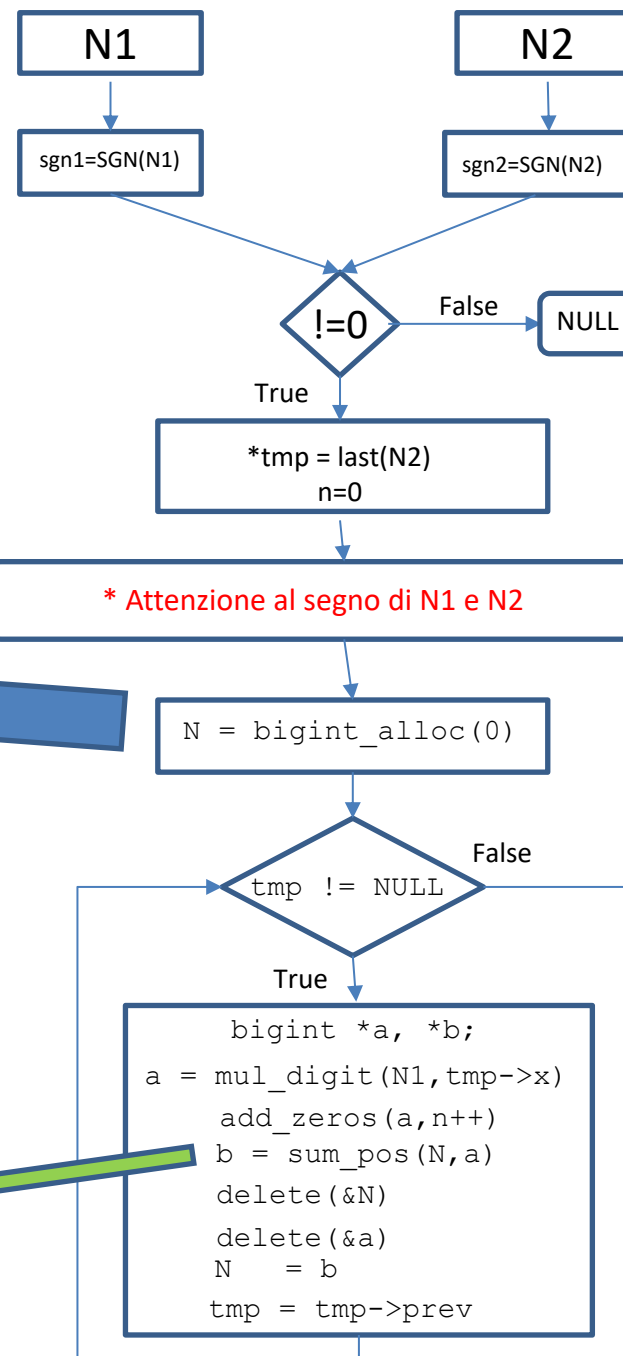 N1
N2
sgn1=SGN(N1)
sgn2=SGN(N2)
!=0
False
NULL
True
*tmp = last(N2)
n=0
* Attenzione al segno di N1 e N2
N = bigint_alloc(0)
tmp != NULL
False
True
bigint *a, *b;
a = mul_digit(N1,tmp->x)
add_zeros(a,n++)
b = sum_pos(N,a)
delete(&N)
delete(&a)
N = b
tmp = tmp->prev